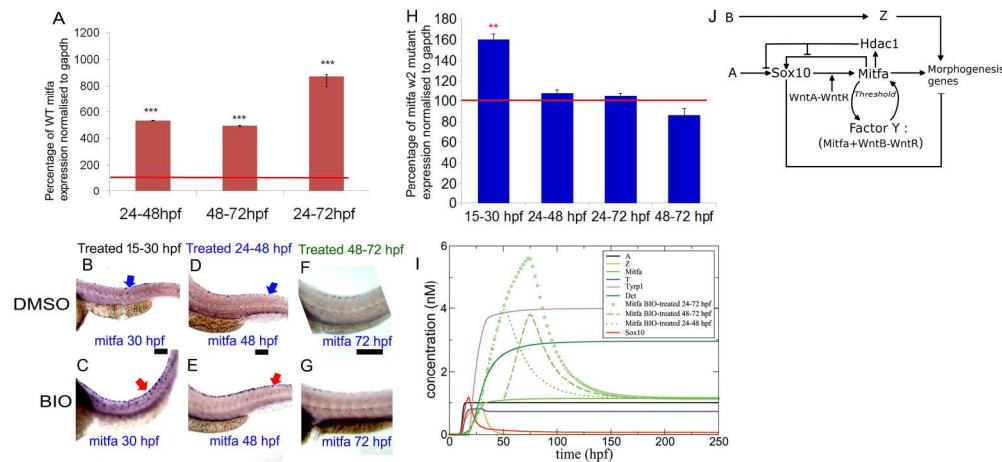 A
Percentage of WT mitfa
expression normalised to gapdh
1200
1000
800
600
400
200
0
***
***
***
24-48hpf
48-72hpf
24-72hpf
H
Percentage of mitfa w2 mutant
expression normalised to gapdh
180
160
140
120
100
80
60
40
20
0
**
15-30 hpf
24-48 hpf
24-72 hpf
48-72 hpf
J
B
Z
Hdac1
A
Sox10
Mitfa
Morphogenesis
genes
WntA-WntR
Threshold
Factor Y :
(Mitfa+WntB-WntR)
Treated 15-30 hpf
Treated 24-48 hpf
Treated 48-72 hpf
DMSO
B
mitfa 30 hpf
D
mitfa 48 hpf
F
mitfa 72 hpf
BIO
C
mitfa 30 hpf
E
mitfa 48 hpf
G
mitfa 72 hpf
I
concentration (nM)
6
4
2
0
0
50
100
150
200
250
time (hpf)
A
Z
Mitfa
T
Tyrp1
Dct
Mitfa BIO-treated 24-72 hpf
Mitfa BIO-treated 48-72 hpf
Mitfa BIO-treated 24-48 hpf
Sox10